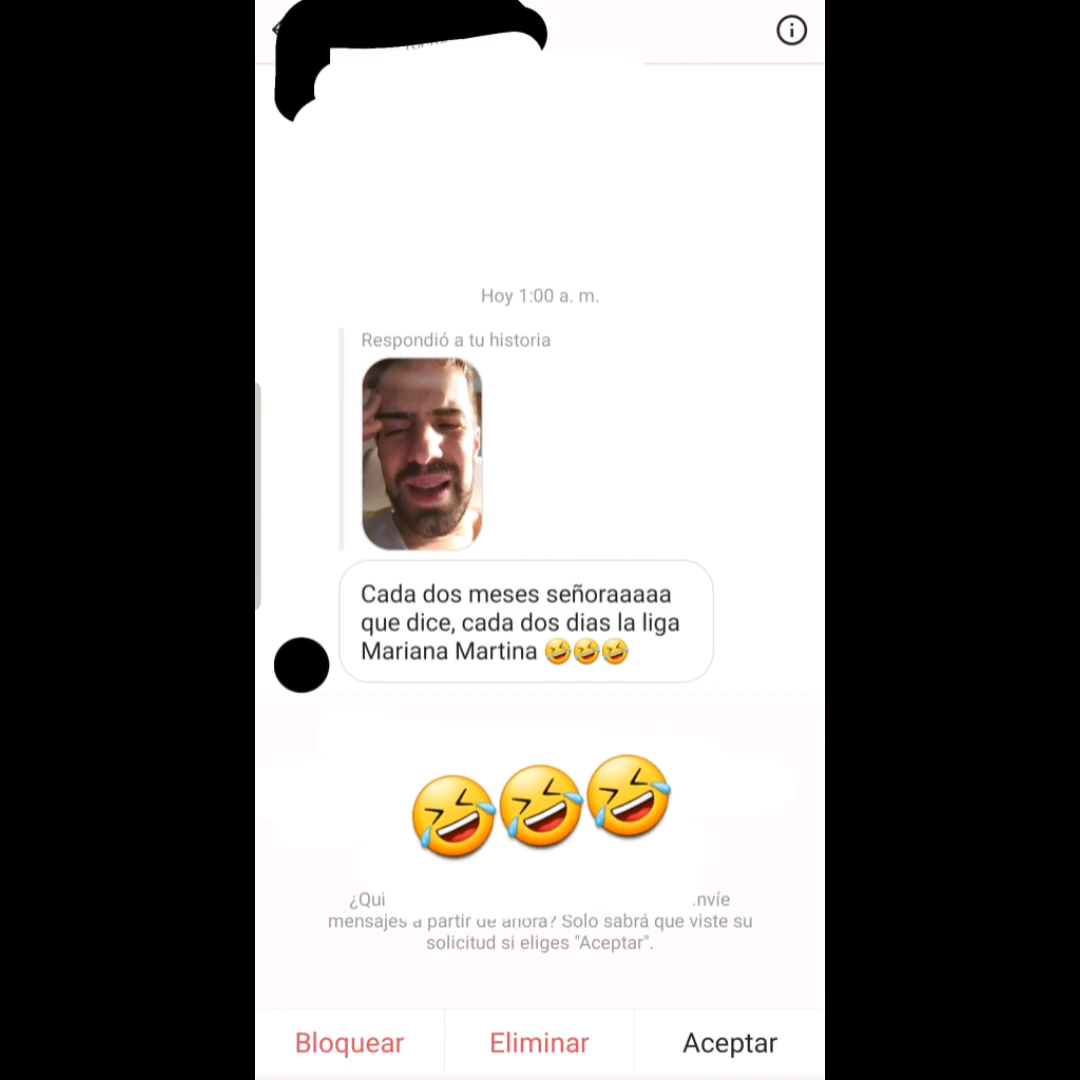 Hoy 1:00 a. m.
Respondió a tu historia
Cada dos meses señoraaaaa
que dice, cada dos dias la liga
Mariana Martina 🤣🤣🤣
🤣🤣🤣
¿Qui .nvíe
mensajes a partir de ahora? Solo sabrá que viste su
solicitud si eliges "Aceptar".
Bloquear Eliminar Aceptar